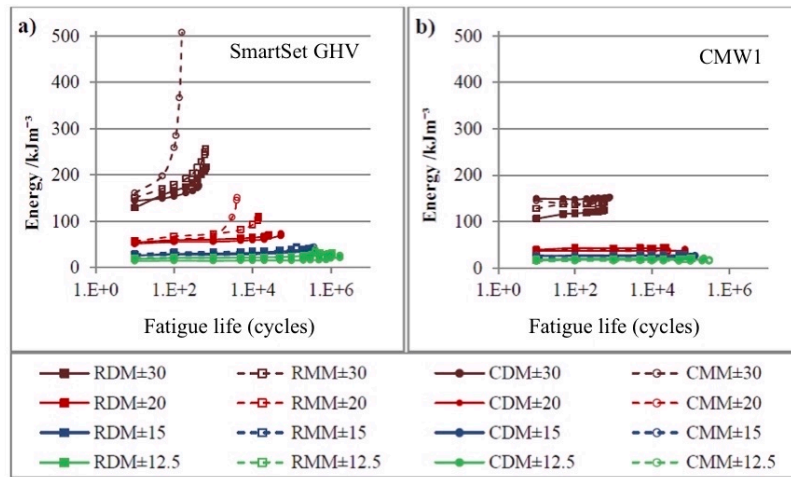 a)
SmartSet GHV
Energy /kJm⁻³
500
400
300
200
100
0
1.E+0 1.E+2 1.E+4 1.E+6
Fatigue life (cycles)
b)
CMW1
Energy /kJm⁻³
500
400
300
200
100
0
1.E+0 1.E+2 1.E+4 1.E+6
Fatigue life (cycles)
RDM±30 RMM±30 CDM±30 CMM±30
RDM±20 RMM±20 CDM±20 CMM±20
RDM±15 RMM±15 CDM±15 CMM±15
RDM±12.5 RMM±12.5 CDM±12.5 CMM±12.5